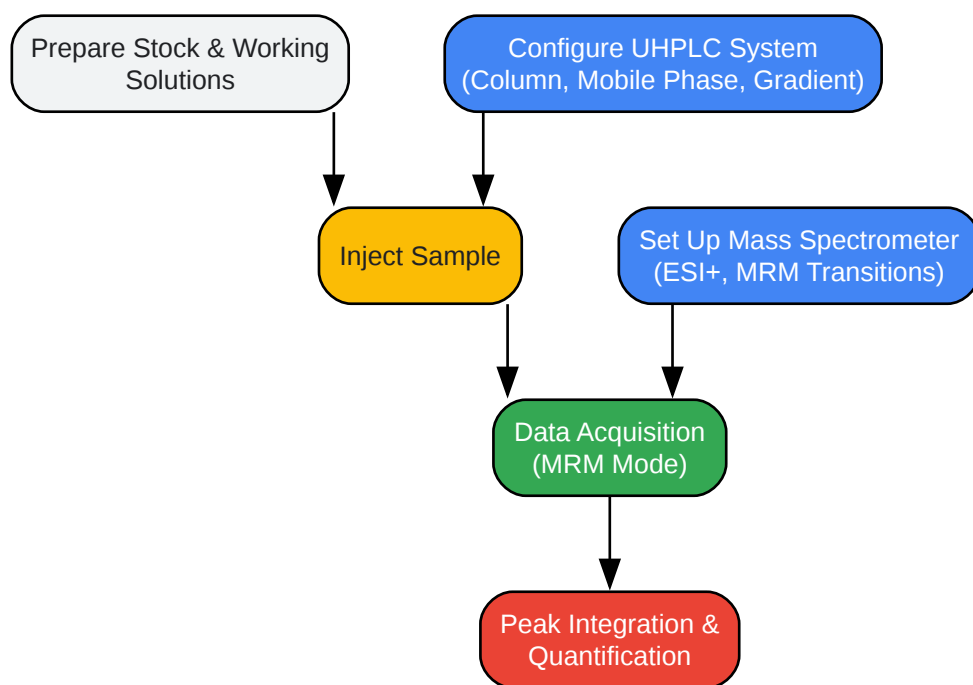 Prepare Stock & Working
Solutions
Configure UHPLC System
(Column, Mobile Phase, Gradient)
Inject Sample
Set Up Mass Spectrometer
(ESI+, MRM Transitions)
Data Acquisition
(MRM Mode)
Peak Integration &
Quantification